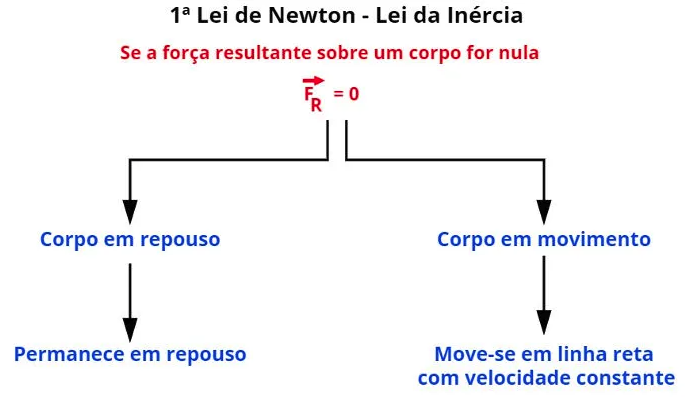 1ª Lei de Newton - Lei da Inércia
Se a força resultante sobre um corpo for nula
F⃗R = 0
Corpo em repouso
Corpo em movimento
Permanece em repouso
Move-se em linha reta
com velocidade constante